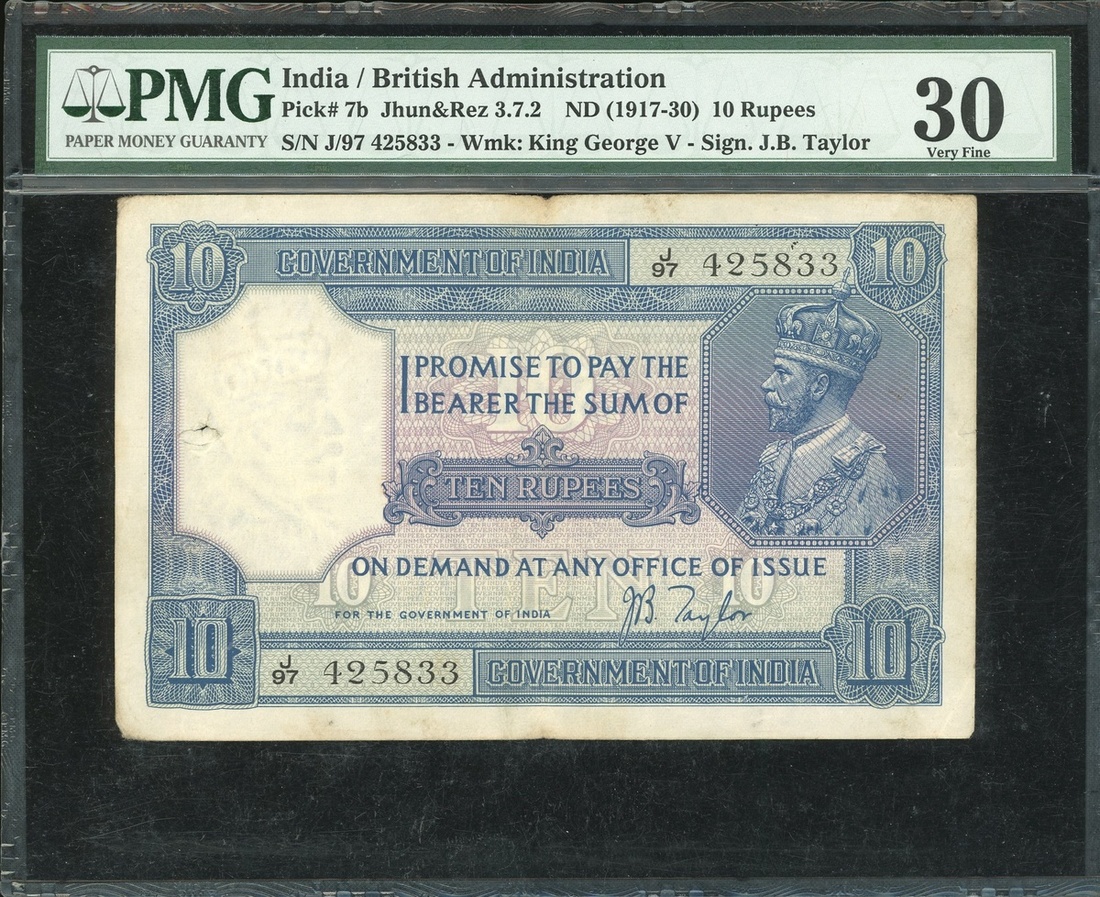 PMG
PAPER MONEY GUARANTY
India / British Administration
Pick# 7b Jhun&Rez 3.7.2 ND (1917-30) 10 Rupees
S/N J/97 425833 - Wmk: King George V - Sign. J.B. Taylor
30
Very Fine
10 GOVERNMENT OF INDIA J/97 425833 10
I PROMISE TO PAY THE
BEARER THE SUM OF
10
TEN RUPEES
ON DEMAND AT ANY OFFICE OF ISSUE
10 TEN 10
FOR THE GOVERNMENT OF INDIA JB. Taylor
10 J/97 425833 GOVERNMENT OF INDIA 10